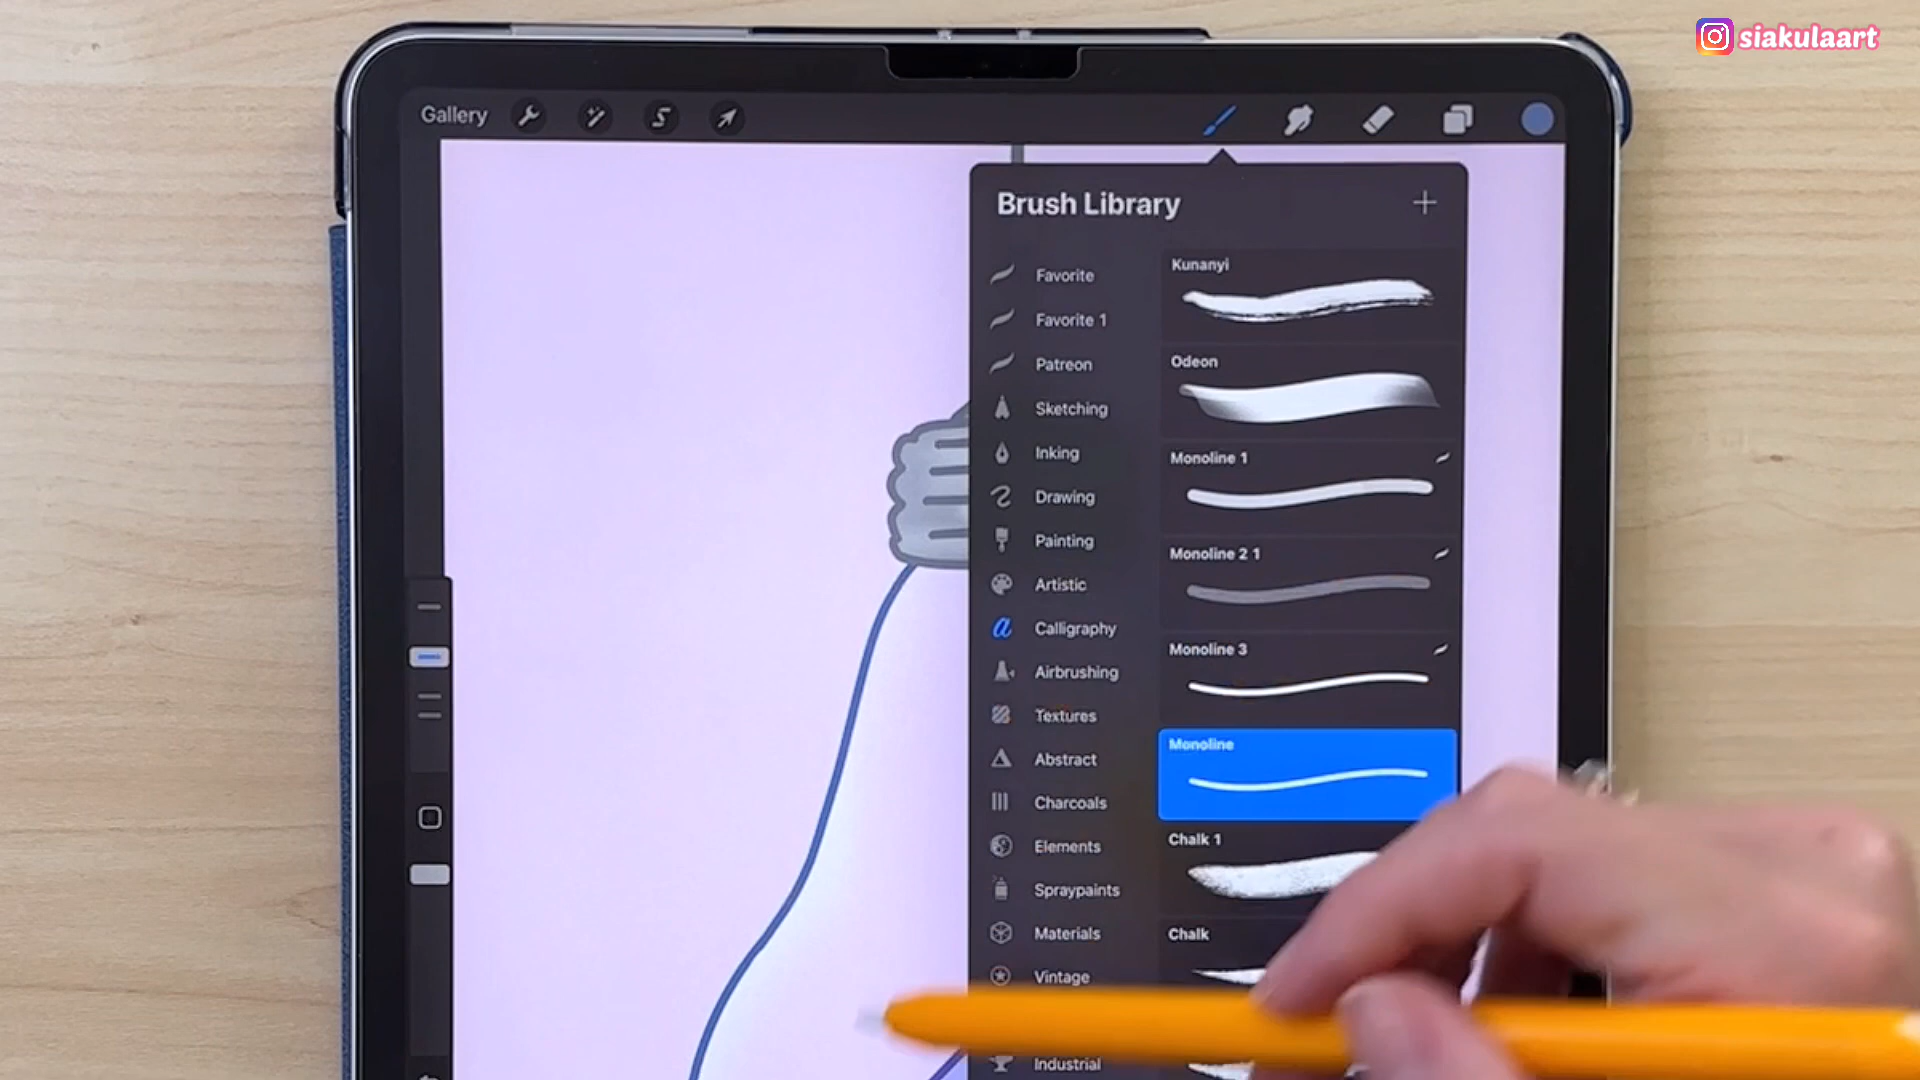 siakulaart
Gallery
Brush Library
Favorite
Favorite 1
Patreon
Sketching
Inking
Drawing
Painting
Artistic
Calligraphy
Airbrushing
Textures
Abstract
Charcoals
Elements
Spraypaints
Materials
Vintage
Industrial
Kunanyi
Odeon
Monoline 1
Monoline 2 1
Monoline 3
Monoline
Chalk 1
Chalk